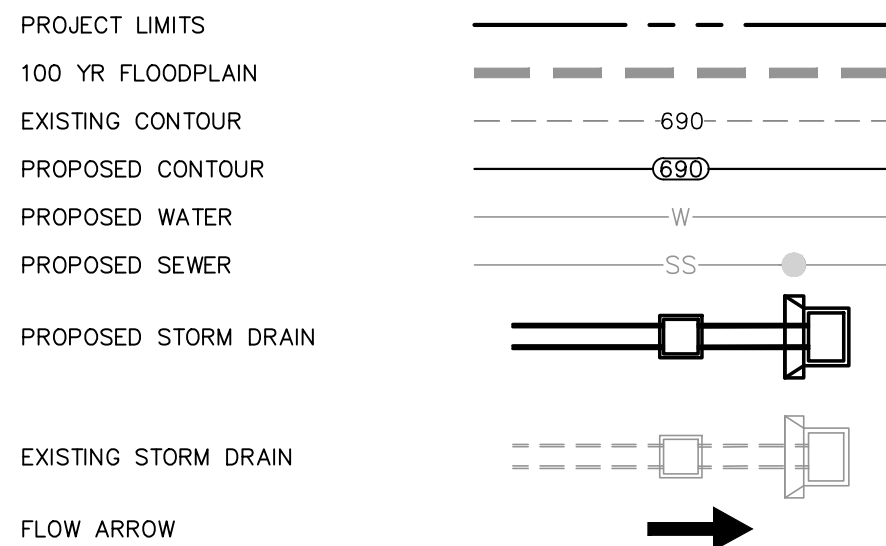 PROJECT LIMITS
100 YR FLOODPLAIN
EXISTING CONTOUR 690
PROPOSED CONTOUR 690
PROPOSED WATER W
PROPOSED SEWER SS
PROPOSED STORM DRAIN
EXISTING STORM DRAIN
FLOW ARROW